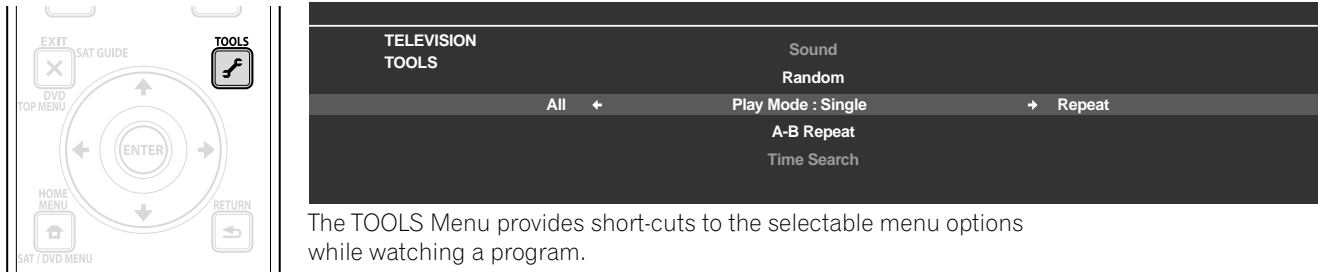 EXIT
SAT GUIDE
TOOLS
DVD
TOP MENU
ENTER
HOME
MENU
RETURN
SAT / DVD MENU
TELEVISION
TOOLS
Sound
Random
All Play Mode : Single Repeat
A-B Repeat
Time Search
The TOOLS Menu provides short-cuts to the selectable menu options
while watching a program.